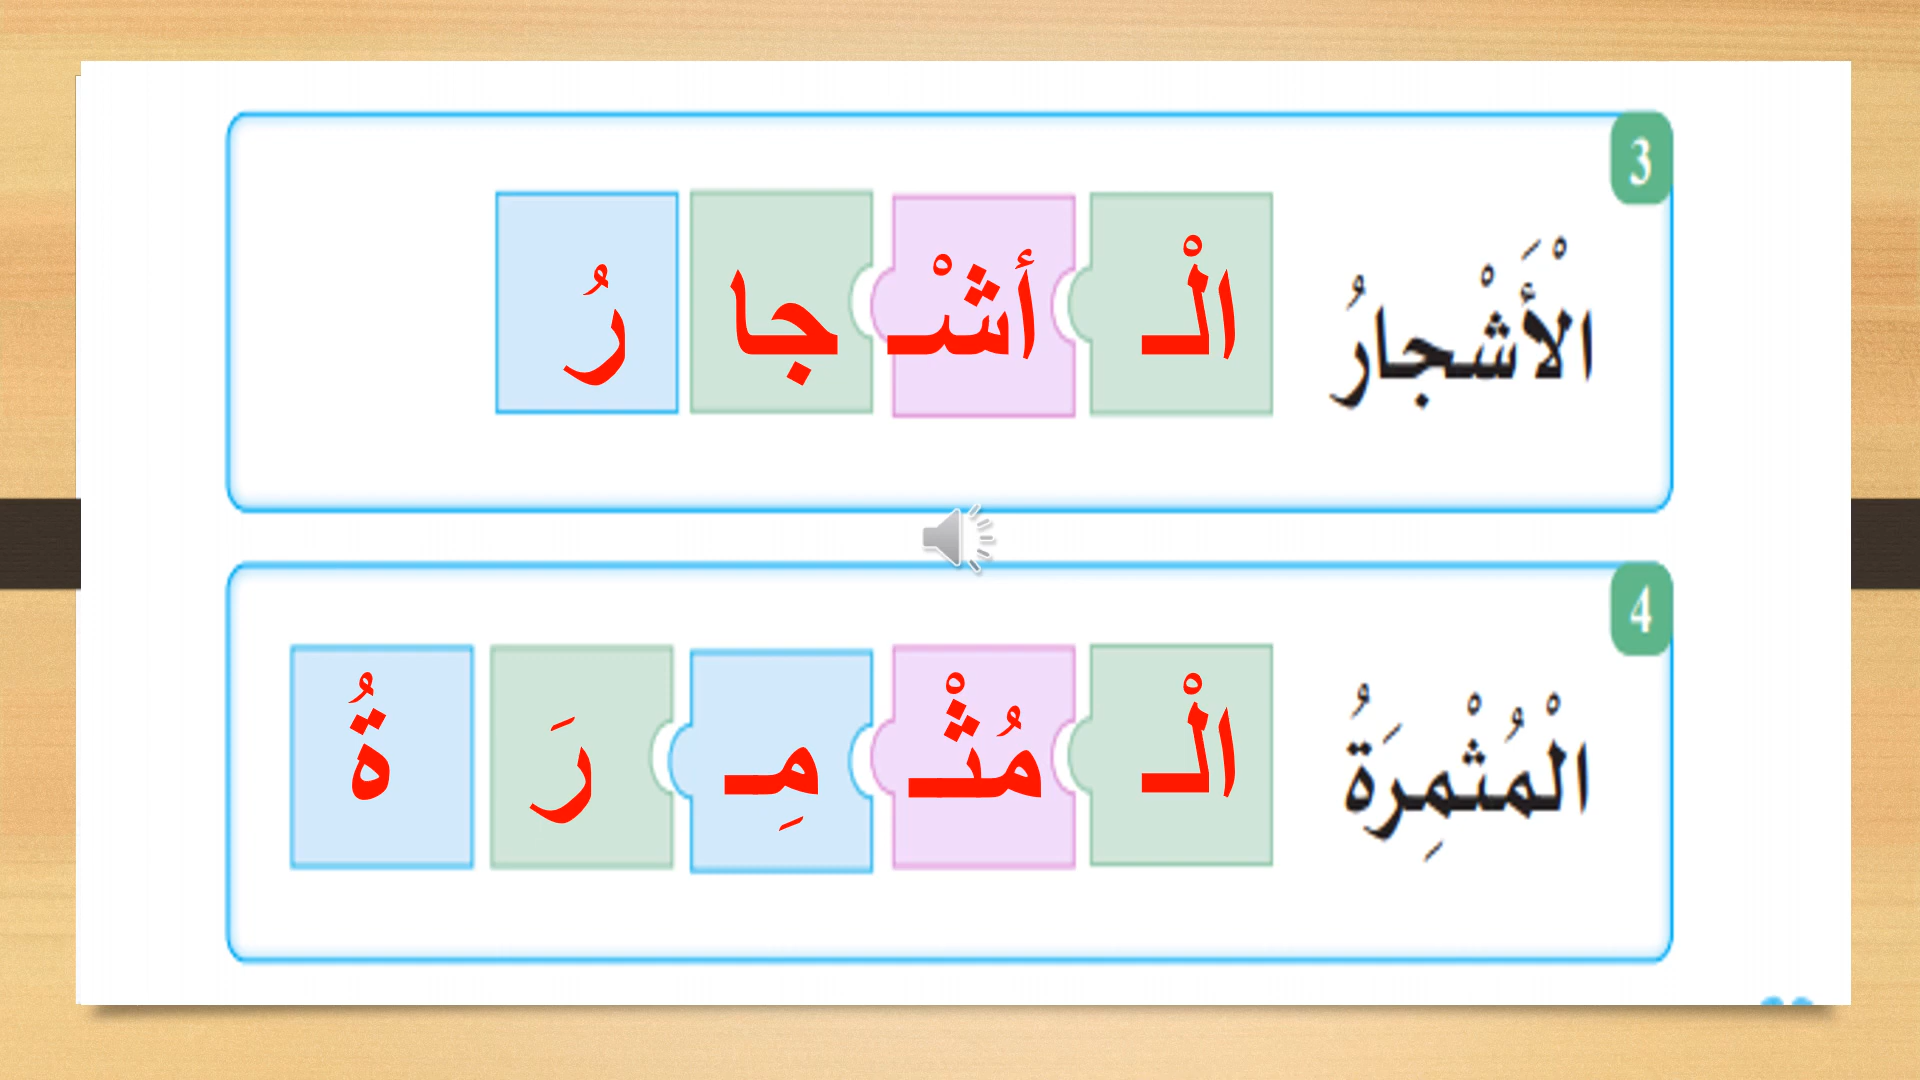 3
الْأَشْجارُ
الْـ أشْـ جا رُ
4
الْمُثْمِرَةُ
الْـ مُثْـ مِـ رَ ةُ